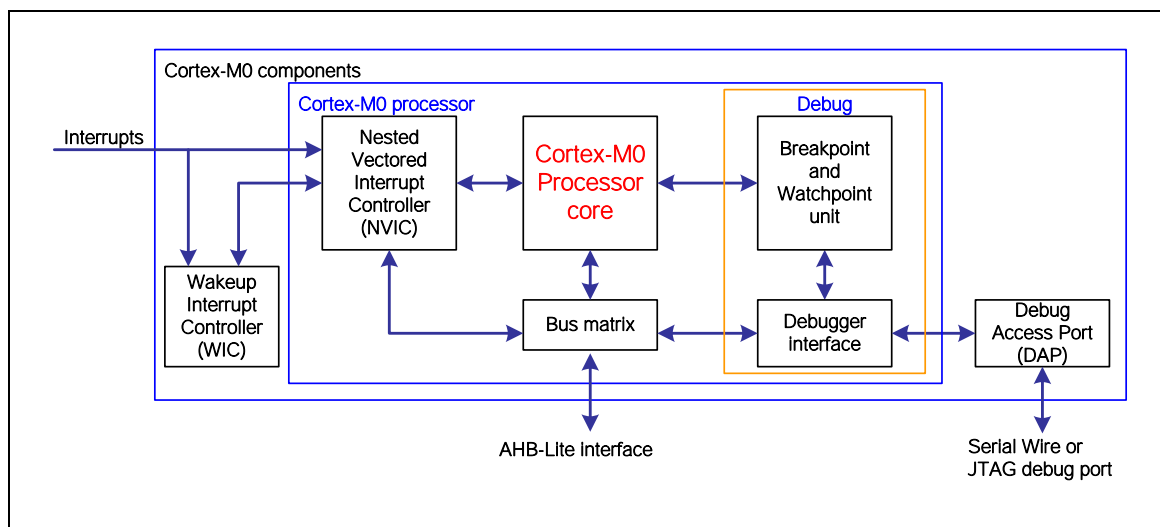 Cortex-M0 components
Cortex-M0 processor
Debug
Interrupts
Nested
Vectored
Interrupt
Controller
(NVIC)
Cortex-M0
Processor
core
Breakpoint
and
Watchpoint
unit
Wakeup
Interrupt
Controller
(WIC)
Bus matrix
Debugger
interface
Debug
Access Port
(DAP)
AHB-Lite interface
Serial Wire or
JTAG debug port